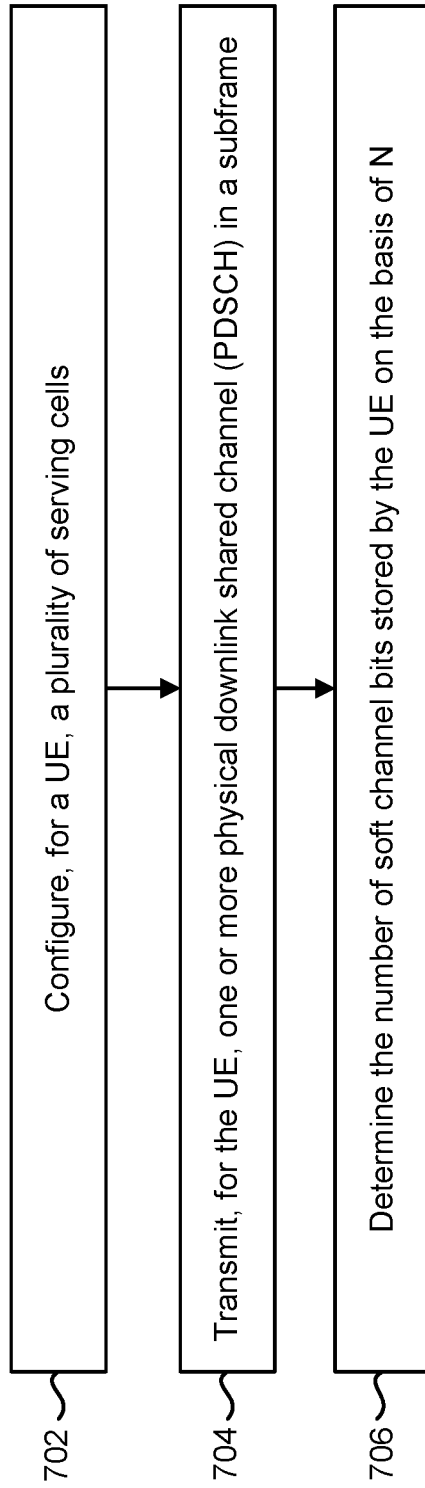 702
Configure, for a UE, a plurality of serving cells
704
Transmit, for the UE, one or more physical downlink shared channel (PDSCH) in a subframe
706
Determine the number of soft channel bits stored by the UE on the basis of N